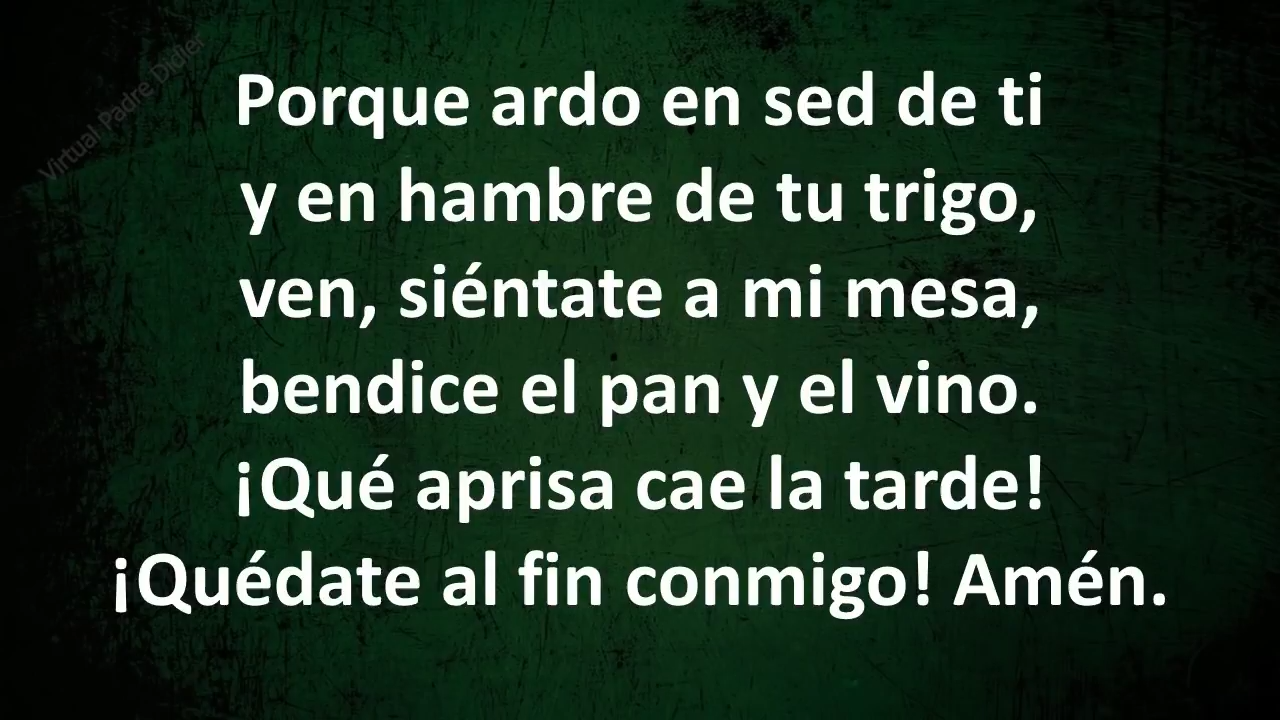 Virtual Padre Didier
Porque ardo en sed de ti
y en hambre de tu trigo,
ven, siéntate a mi mesa,
bendice el pan y el vino.
¡Qué aprisa cae la tarde!
¡Quédate al fin conmigo! Amén.